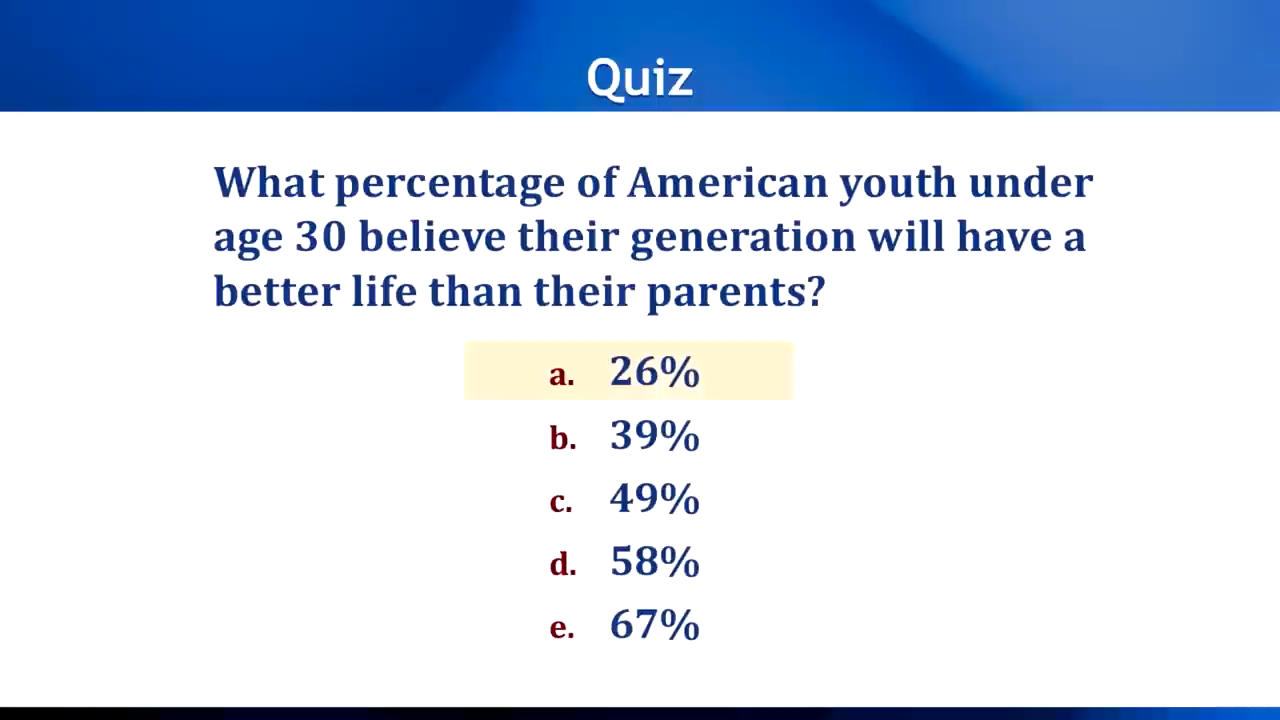 Quiz
What percentage of American youth under
age 30 believe their generation will have a
better life than their parents?
a. 26%
b. 39%
c. 49%
d. 58%
e. 67%